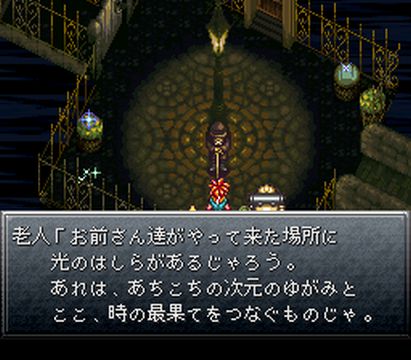 老人「お前さん達がやって来た場所に
光のはしらがあるじゃろう。
あれは、あちこちの次元のゆがみと
ここ、時の最果てをつなぐものじゃ。